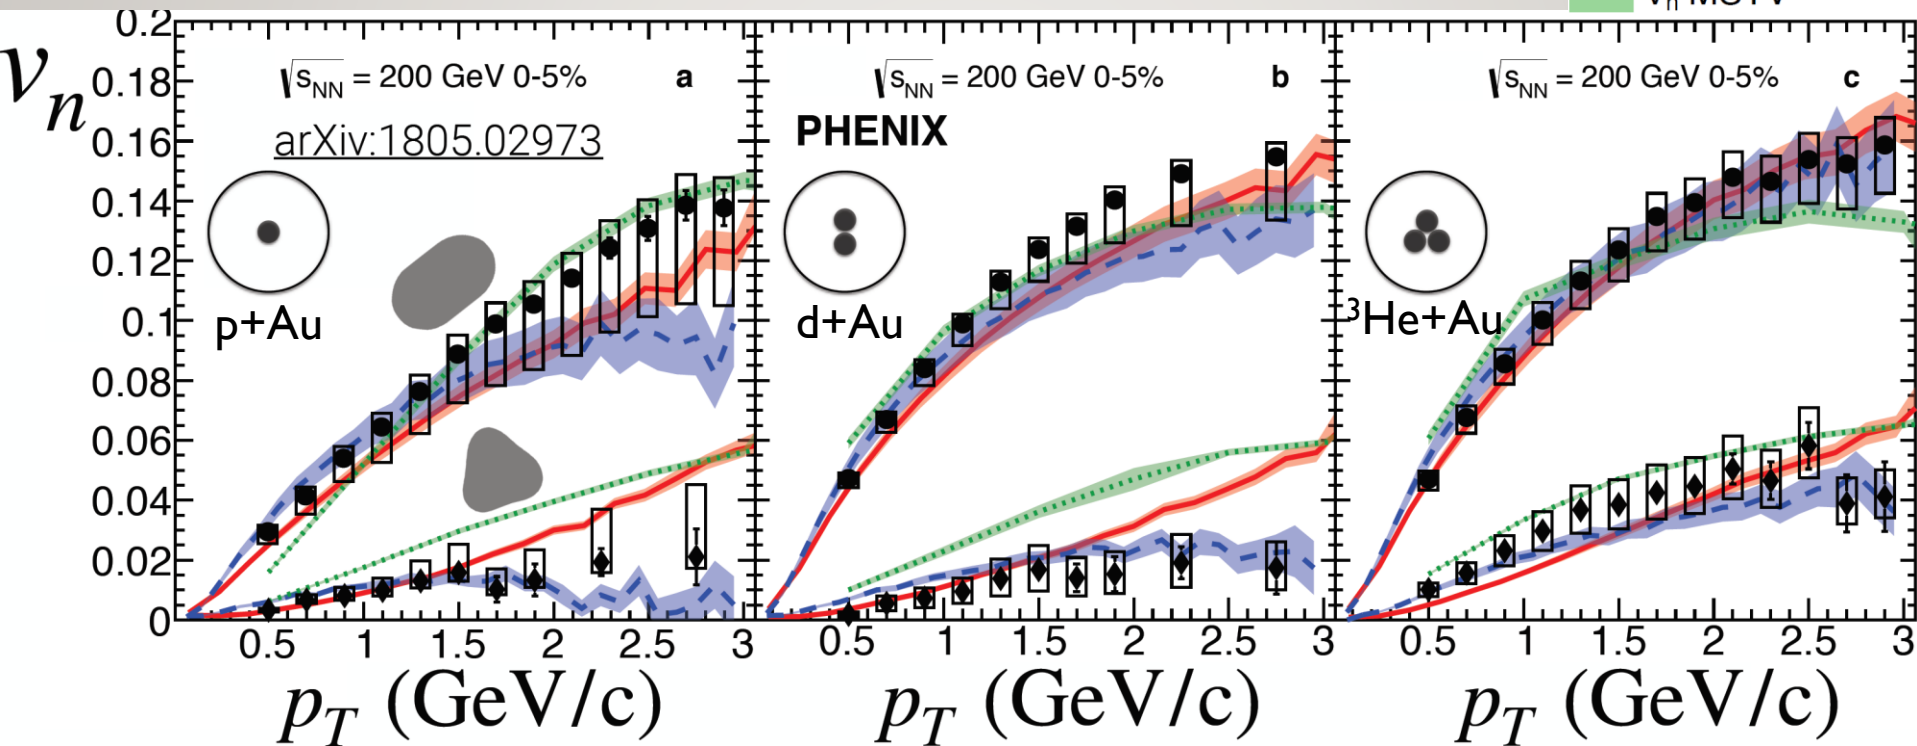 v_n MSTV
v_n
0.2
0.18
0.16
0.14
0.12
0.1
0.08
0.06
0.04
0.02
0
√s_NN = 200 GeV 0-5% a
arXiv:1805.02973
p+Au
0.5 1 1.5 2 2.5 3
p_T (GeV/c)
√s_NN = 200 GeV 0-5% b
PHENIX
d+Au
0.5 1 1.5 2 2.5 3
p_T (GeV/c)
√s_NN = 200 GeV 0-5% c
³He+Au
0.5 1 1.5 2 2.5 3
p_T (GeV/c)